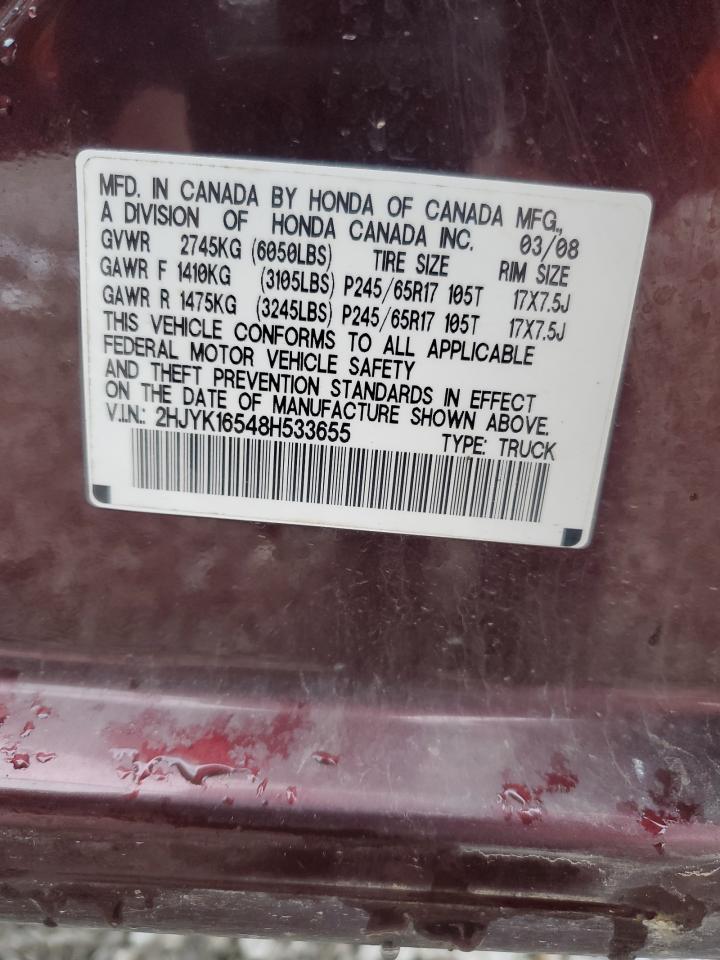 MFD. IN CANADA BY HONDA OF CANADA MFG.,
A DIVISION OF HONDA CANADA INC. 03/08
GVWR 2745KG (6050LBS) TIRE SIZE RIM SIZE
GAWR F 1410KG (3105LBS) P245/65R17 105T 17X7.5J
GAWR R 1475KG (3245LBS) P245/65R17 105T 17X7.5J
THIS VEHICLE CONFORMS TO ALL APPLICABLE
FEDERAL MOTOR VEHICLE SAFETY
AND THEFT PREVENTION STANDARDS IN EFFECT
ON THE DATE OF MANUFACTURE SHOWN ABOVE.
V.I.N.: 2HJYK16548H533655 TYPE: TRUCK